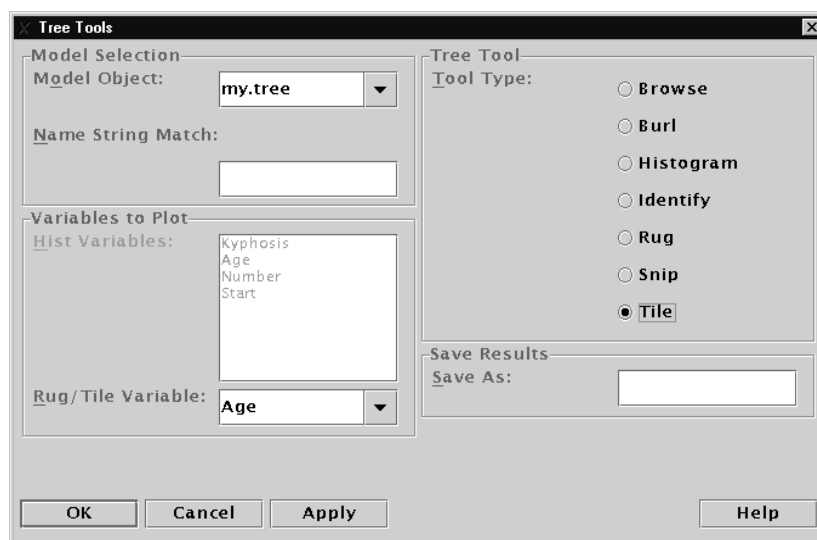 Tree Tools
Model Selection
Model Object:
my.tree
Name String Match:
Variables to Plot
Hist Variables:
Kyphosis
Age
Number
Start
Rug/Tile Variable:
Age
Tree Tool
Tool Type:
Browse
Burl
Histogram
Identify
Rug
Snip
Tile
Save Results
Save As:
OK
Cancel
Apply
Help